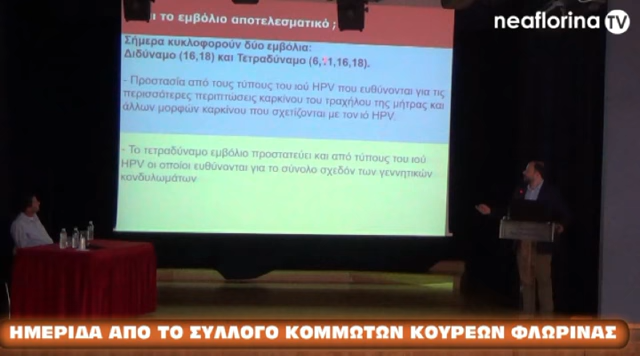 neaflorina TV
ι το εμβόλιο αποτελεσματικό ;
Σήμερα κυκλοφορούν δύο εμβόλια:
Διδύναμο (16,18) και Τετραδύναμο (6,11,16,18).
- Προστασία από τους τύπους του ιού HPV που ευθύνονται για τις
περισσότερες περιπτώσεις καρκίνου του τραχήλου της μήτρας και
άλλων μορφών καρκίνου που σχετίζονται με τον ιό HPV.
- Το τετραδύναμο εμβόλιο προστατεύει και από τύπους του ιού
HPV οι οποίοι ευθύνονται για το σύνολο σχεδόν των γεννητικών
κονδυλωμάτων.
ΗΜΕΡΙΔΑ ΑΠΟ ΤΟ ΣΥΛΛΟΓΟ ΚΟΜΜΩΤΩΝ ΚΟΥΡΕΩΝ ΦΛΩΡΙΝΑΣ